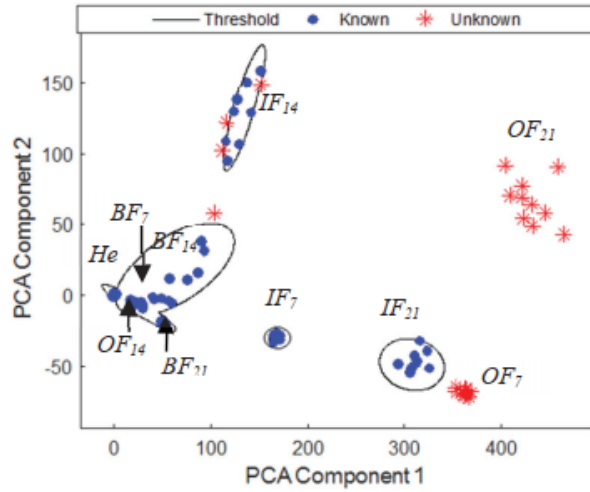 Threshold Known Unknown
150
100
50
0
-50
0 100 200 300 400
PCA Component 2
PCA Component 1
IF14
OF21
BF7
BF14
He
IF7
IF21
OF14
BF21
OF7